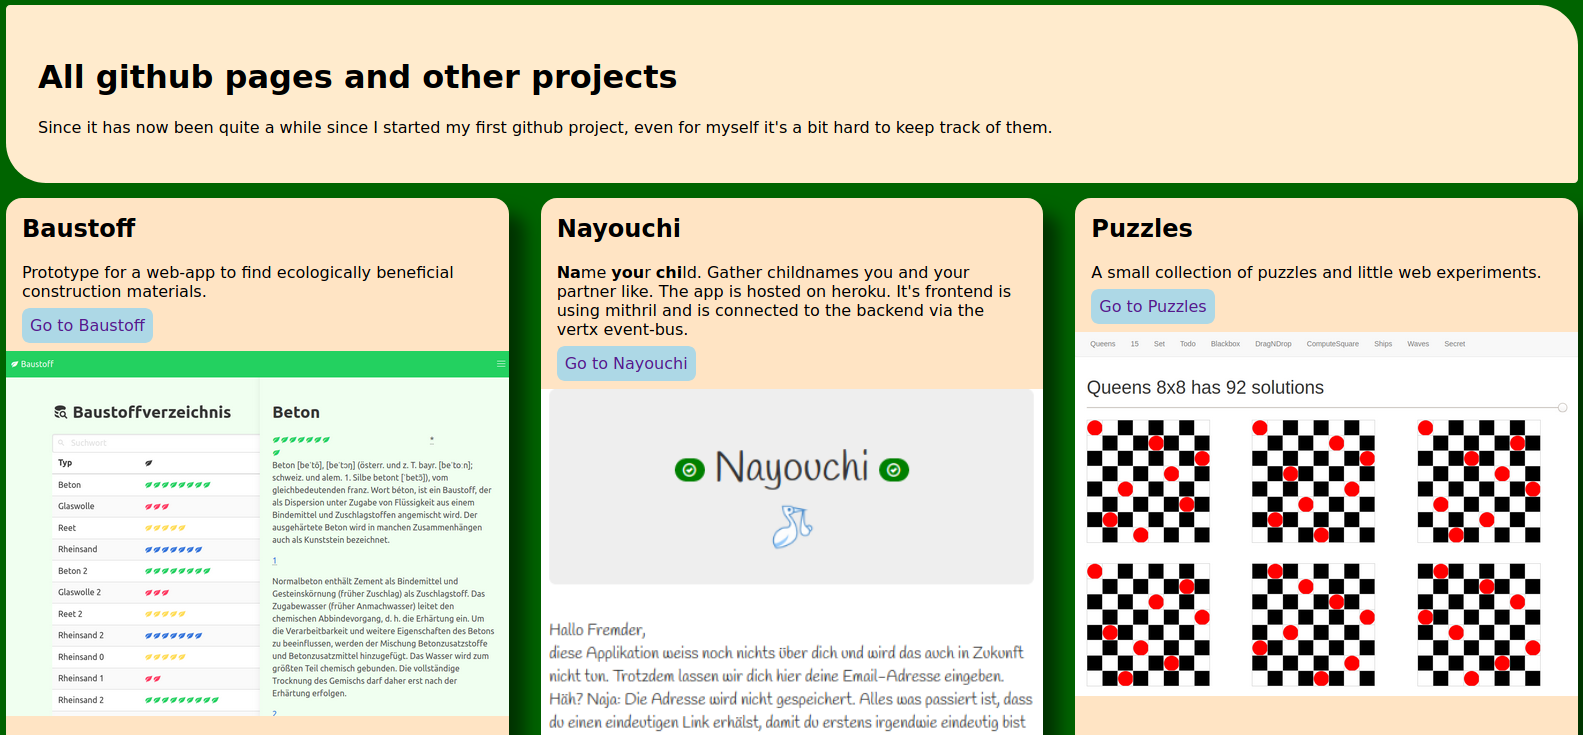 All github pages and other projects
Since it has now been quite a while since I started my first github project, even for myself it's a bit hard to keep track of them.
Baustoff
Prototype for a web-app to find ecologically beneficial
construction materials.
Go to Baustoff
Baustoff
Baustoffverzeichnis
Suchwort
Typ
Beton
Glaswolle
Reet
Rheinsand
Beton 2
Glaswolle 2
Reet 2
Rheinsand 2
Rheinsand 0
Rheinsand 1
Rheinsand 2
Beton
Beton [beˈtõ], [beˈtɔŋ] (österr. und z. T. bayr. [beˈtoːn];
schweiz. und alem. 1. Silbe betont [ˈbetɔ̃]), vom
gleichbedeutenden franz. Wort béton, ist ein Baustoff, der
als Dispersion unter Zugabe von Flüssigkeit aus einem
Bindemittel und Zuschlagstoffen angemischt wird. Der
ausgehärtete Beton wird in manchen Zusammenhängen
auch als Kunststein bezeichnet.
1
Normalbeton enthält Zement als Bindemittel und
Gesteinskörnung (früher Zuschlag) als Zuschlagstoff. Das
Zugabewasser (früher Anmachwasser) leitet den
chemischen Abbindevorgang, d. h. die Erhärtung ein. Um
die Verarbeitbarkeit und weitere Eigenschaften des Betons
zu beeinflussen, werden der Mischung Betonzusatzstoffe
und Betonzusatzmittel hinzugefügt. Das Wasser wird zum
größten Teil chemisch gebunden. Die vollständige
Trocknung des Gemischs darf daher erst nach der
Erhärtung erfolgen.
2
Nayouchi
Name your child. Gather childnames you and your
partner like. The app is hosted on heroku. It's frontend is
using mithril and is connected to the backend via the
vertx event-bus.
Go to Nayouchi
Nayouchi
Hallo Fremder,
diese Applikation weiss noch nichts über dich und wird das auch in Zukunft
nicht tun. Trotzdem lassen wir dich hier deine Email-Adresse eingeben.
Häh? Naja: Die Adresse wird nicht gespeichert. Alles was passiert ist, dass
du einen eindeutigen Link erhälst, damit du erstens irgendwie eindeutig bist
Puzzles
A small collection of puzzles and little web experiments.
Go to Puzzles
Queens 15 Set Todo Blackbox DragNDrop ComputeSquare Ships Waves Secret
Queens 8x8 has 92 solutions